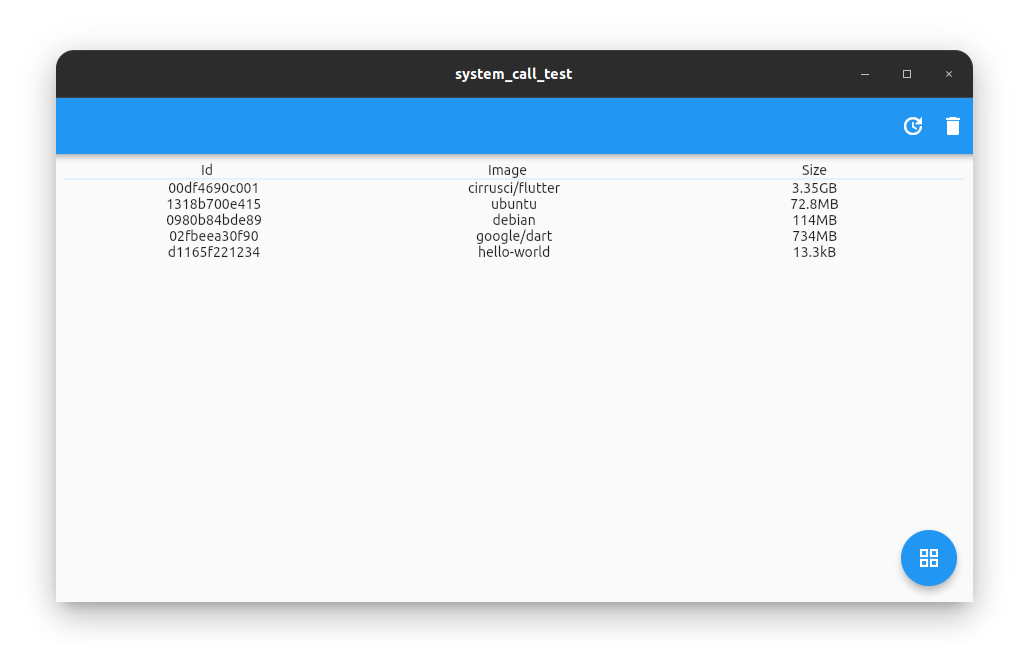 system_call_test
Id Image Size
00df4690c001 cirrusci/flutter 3.35GB
1318b700e415 ubuntu 72.8MB
0980b84bde89 debian 114MB
02fbeea30f90 google/dart 734MB
d1165f221234 hello-world 13.3kB